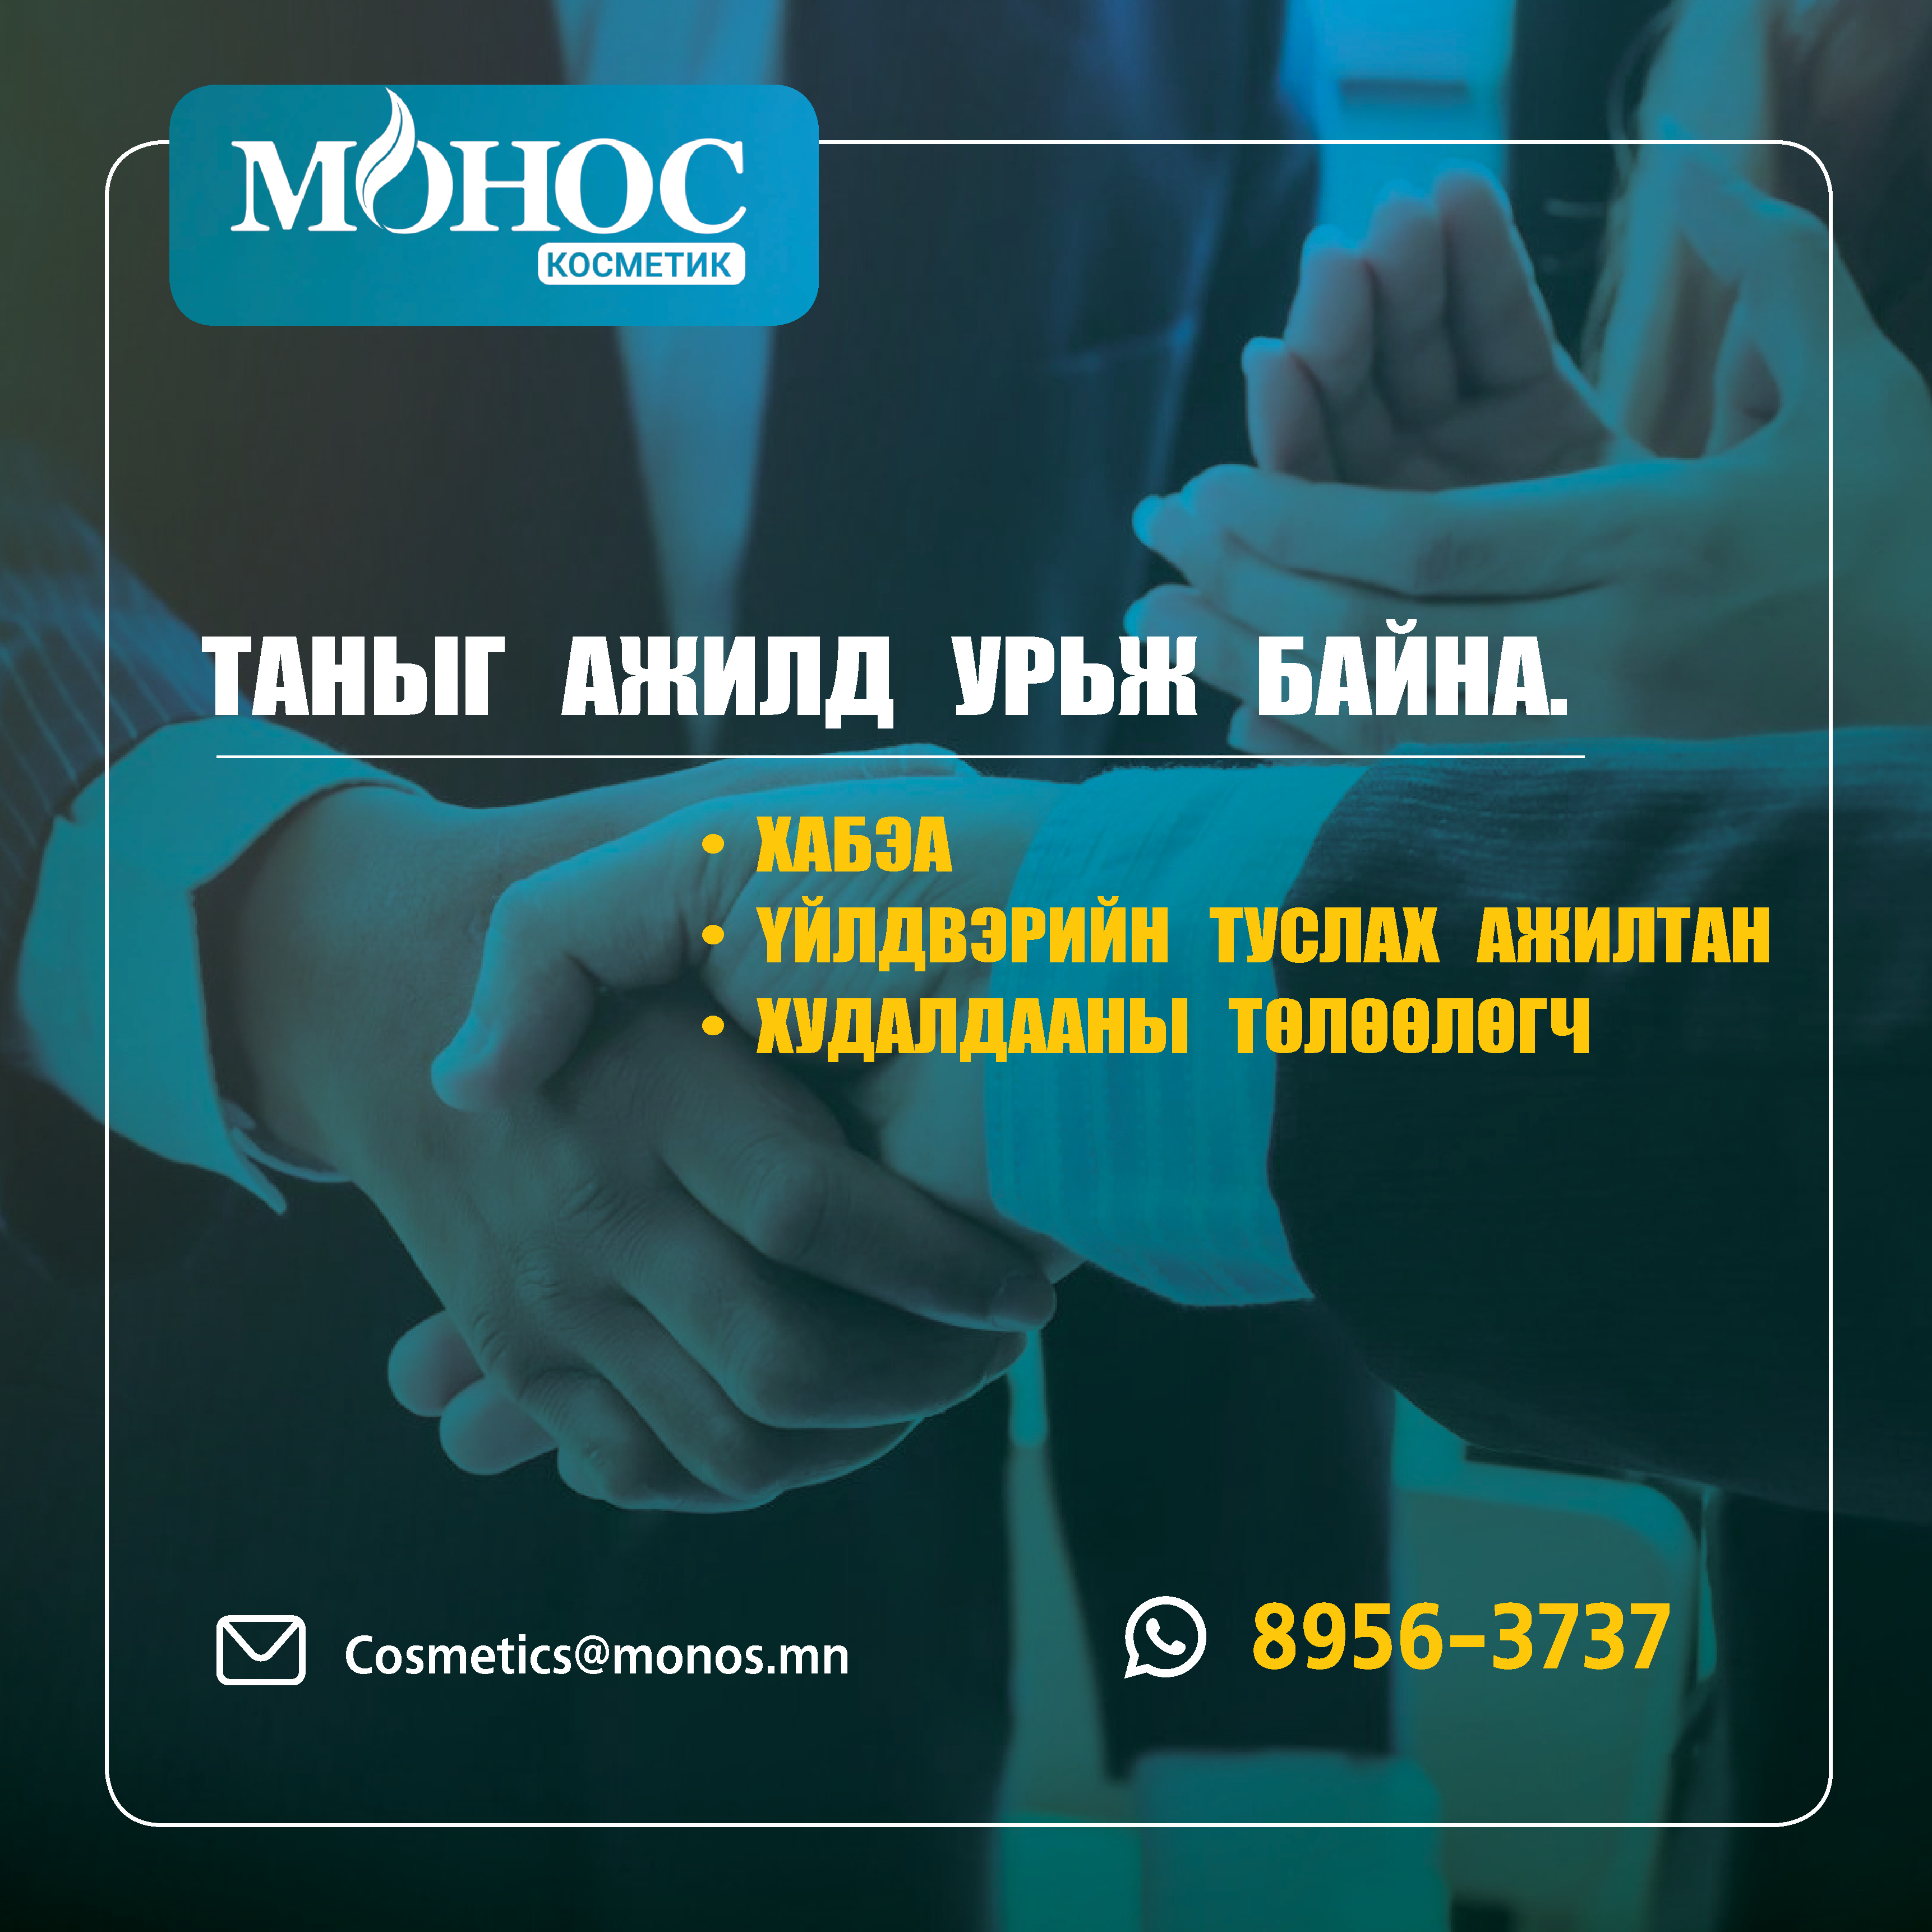 МОНОС
КОСМЕТИК
ТАНЫГ АЖИЛД УРЬЖ БАЙНА.
• ХАБЭА
• ҮЙЛДВЭРИЙН ТУСЛАХ АЖИЛТАН
• ХУДАЛДААНЫ ТӨЛӨӨЛӨГЧ
Cosmetics@monos.mn
8956-3737